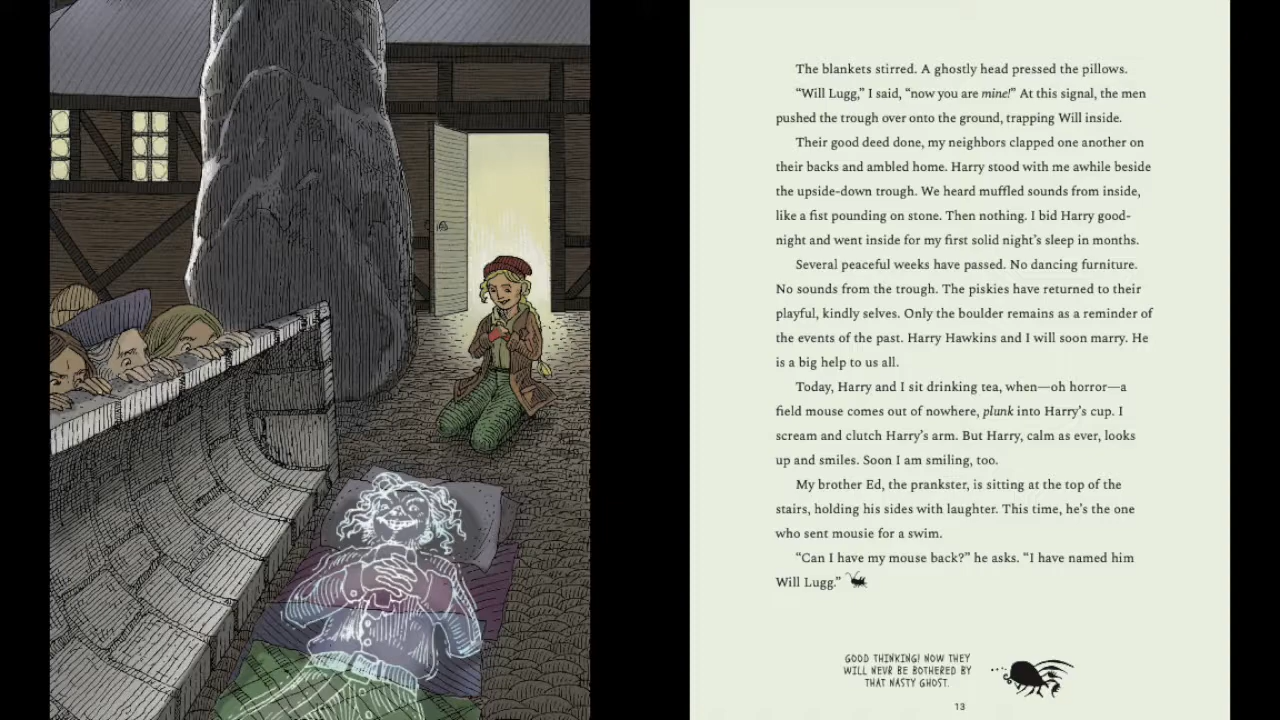 The blankets stirred. A ghostly head pressed the pillows.
“Will Lugg,” I said, “now you are mine!” At this signal, the men
pushed the trough over onto the ground, trapping Will inside.
Their good deed done, my neighbors clapped one another on
their backs and ambled home. Harry stood with me awhile beside
the upside-down trough. We heard muffled sounds from inside,
like a fist pounding on stone. Then nothing. I bid Harry good-
night and went inside for my first solid night’s sleep in months.
Several peaceful weeks have passed. No dancing furniture.
No sounds from the trough. The piskies have returned to their
playful, kindly selves. Only the boulder remains as a reminder of
the events of the past. Harry Hawkins and I will soon marry. He
is a big help to us all.
Today, Harry and I sit drinking tea, when—oh horror—a
field mouse comes out of nowhere, plunk into Harry’s cup. I
scream and clutch Harry’s arm. But Harry, calm as ever, looks
up and smiles. Soon I am smiling, too.
My brother Ed, the prankster, is sitting at the top of the
stairs, holding his sides with laughter. This time, he’s the one
who sent mousie for a swim.
“Can I have my mouse back?” he asks. “I have named him
Will Lugg.”
GOOD THINKING! NOW THEY
WILL NEVR BE BOTHERED BY
THAT NASTY GHOST.
13